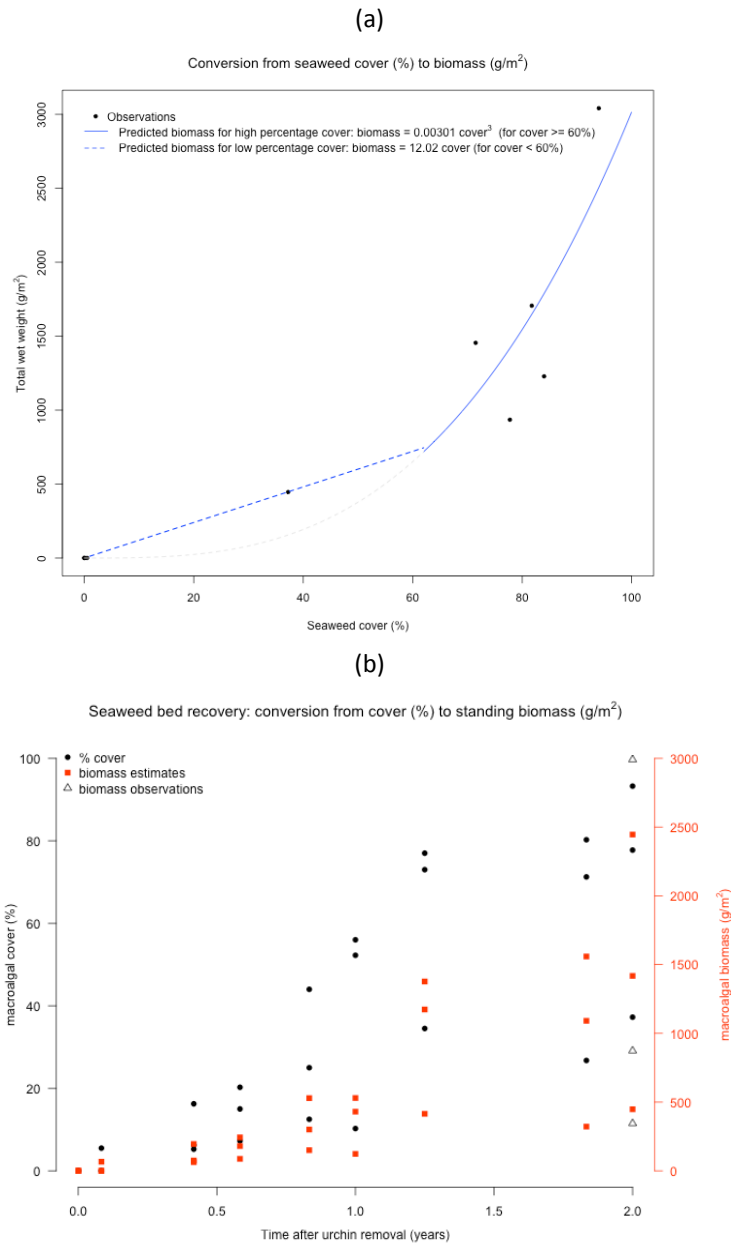 (a)
Conversion from seaweed cover (%) to biomass (g/m²)
Observations
Predicted biomass for high percentage cover: biomass = 0.00301 cover³ (for cover >= 60%)
Predicted biomass for low percentage cover: biomass = 12.02 cover (for cover < 60%)
Total wet weight (g/m²)
3000
2500
2000
1500
1000
500
0
0 20 40 60 80 100
Seaweed cover (%)
(b)
Seaweed bed recovery: conversion from cover (%) to standing biomass (g/m²)
% cover
biomass estimates
biomass observations
macroalgal cover (%)
100
80
60
40
20
0
macroalgal biomass (g/m²)
3000
2500
2000
1500
1000
500
0
0.0 0.5 1.0 1.5 2.0
Time after urchin removal (years)